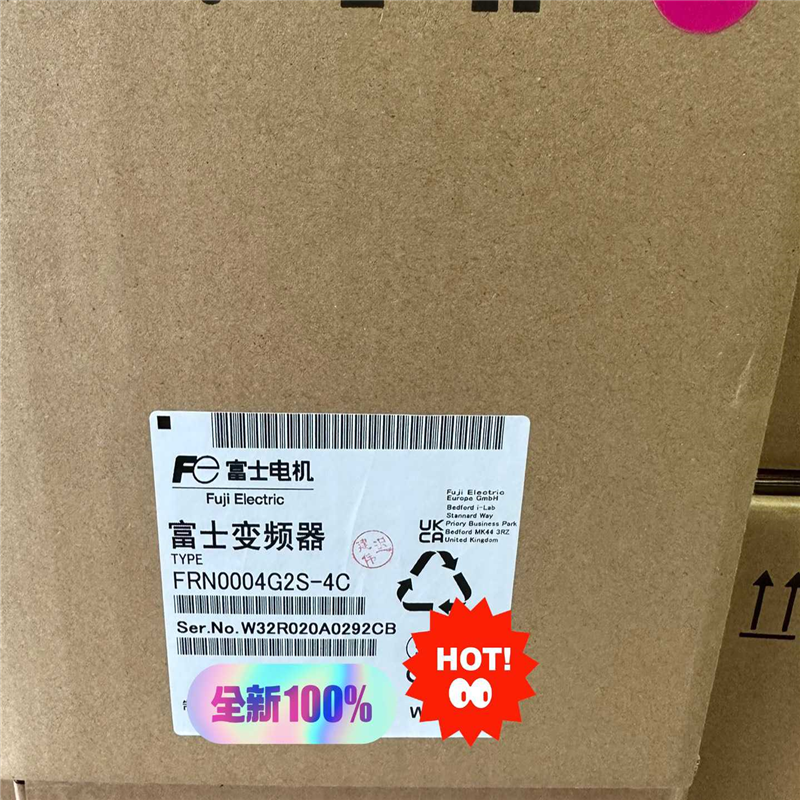 Fe 富士电机
Fuji Electric
富士变频器
TYPE
FRN0004G2S-4C
Ser.No.W32R020A0292CB
Fuji Electric
Europe GmbH
Bedford i-Lab
Stannard Way
Priory Business Park
Bedford MK44 3RZ
United Kingdom
UK
CA
HOT!
全新100%